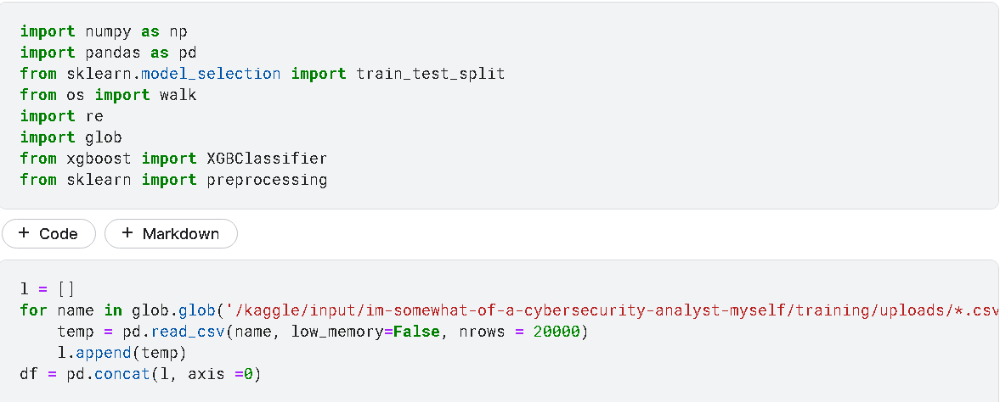 import numpy as np
import pandas as pd
from sklearn.model_selection import train_test_split
from os import walk
import re
import glob
from xgboost import XGBClassifier
from sklearn import preprocessing
+ Code + Markdown
l = []
for name in glob.glob('/kaggle/input/im-somewhat-of-a-cybersecurity-analyst-myself/training/uploads/*.csv
    temp = pd.read_csv(name, low_memory=False, nrows = 20000)
    l.append(temp)
df = pd.concat(l, axis =0)